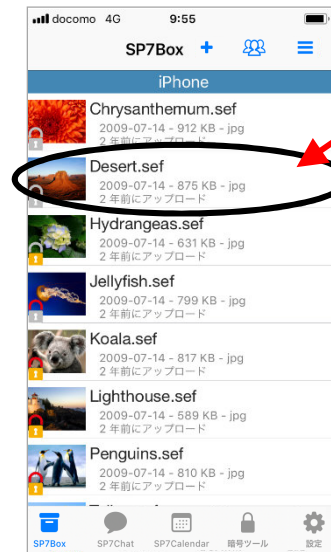 docomo 4G 9:55
SP7Box
iPhone
Chrysanthemum.sef
2009-07-14 - 912 KB - jpg
2 年前にアップロード
Desert.sef
2009-07-14 - 875 KB - jpg
2 年前にアップロード
Hydrangeas.sef
2009-07-14 - 631 KB - jpg
2 年前にアップロード
Jellyfish.sef
2009-07-14 - 799 KB - jpg
2 年前にアップロード
Koala.sef
2009-07-14 - 817 KB - jpg
2 年前にアップロード
Lighthouse.sef
2009-07-14 - 589 KB - jpg
2 年前にアップロード
Penguins.sef
2009-07-14 - 810 KB - jpg
2 年前にアップロード
SP7Box SP7Chat SP7Calendar 暗号ツール 設定